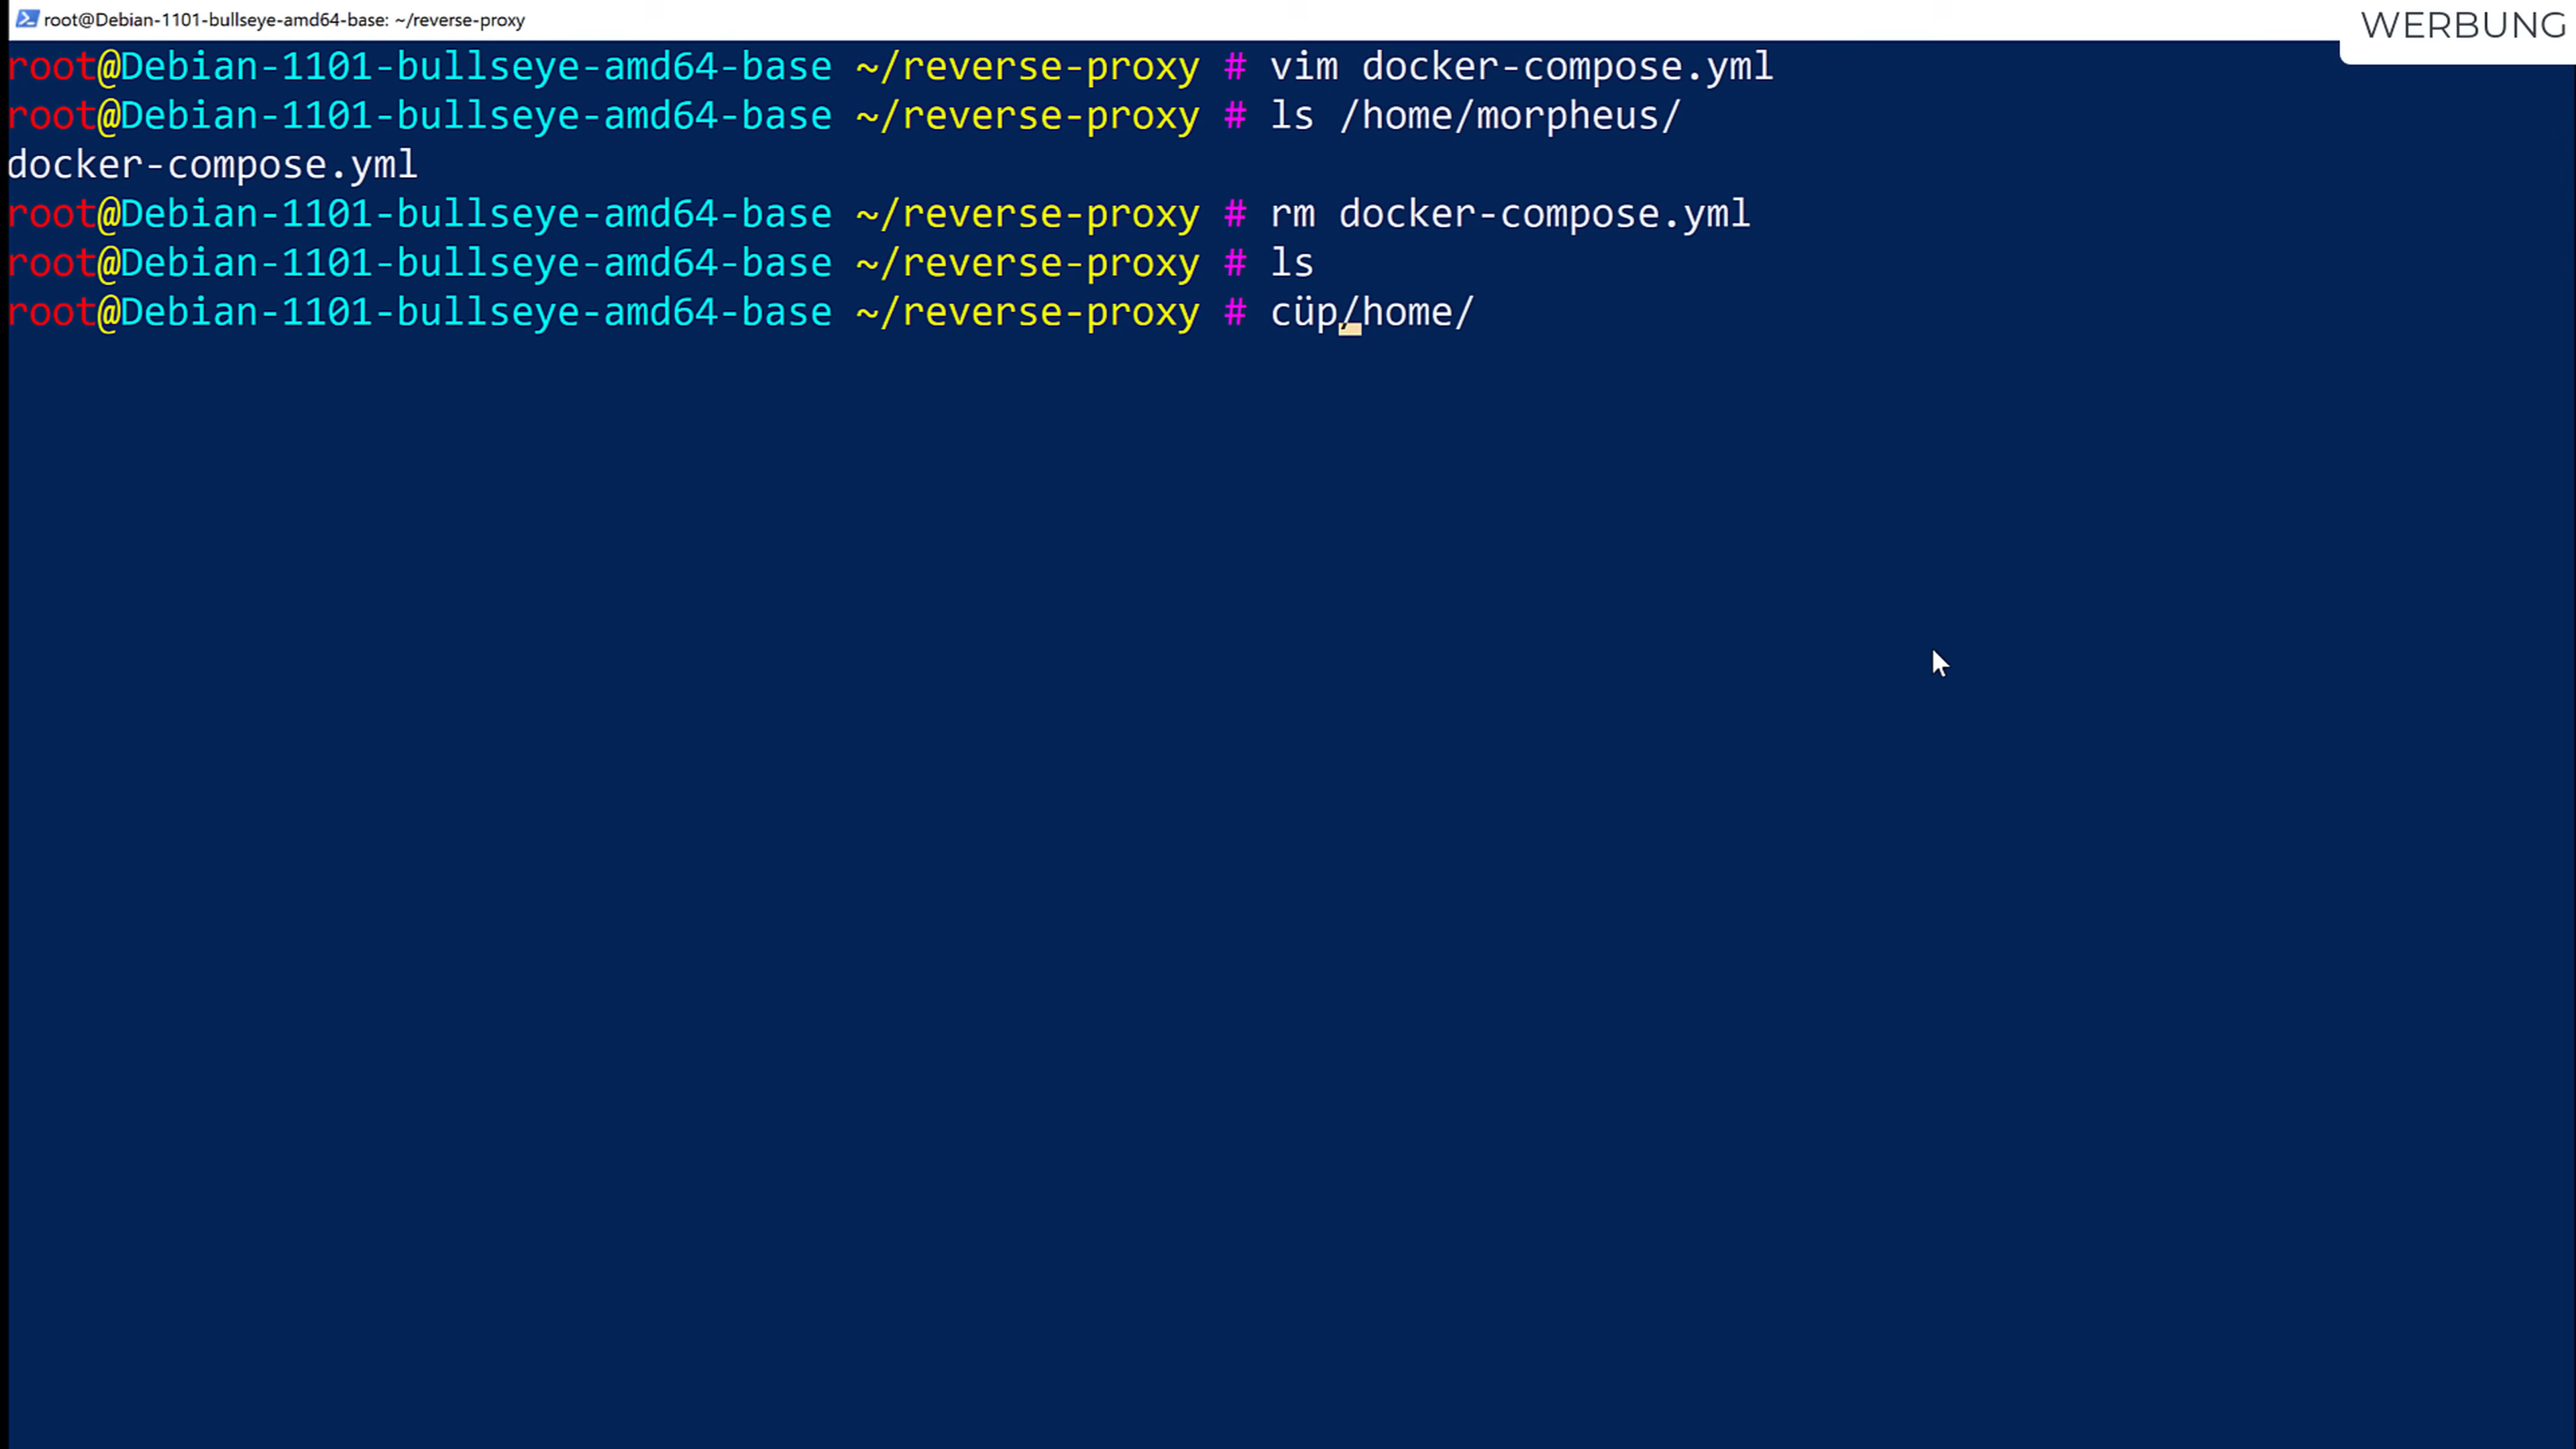 root@Debian-1101-bullseye-amd64-base: ~/reverse-proxy
WERBUNG
root@Debian-1101-bullseye-amd64-base ~/reverse-proxy # vim docker-compose.yml
root@Debian-1101-bullseye-amd64-base ~/reverse-proxy # ls /home/morpheus/
docker-compose.yml
root@Debian-1101-bullseye-amd64-base ~/reverse-proxy # rm docker-compose.yml
root@Debian-1101-bullseye-amd64-base ~/reverse-proxy # ls
root@Debian-1101-bullseye-amd64-base ~/reverse-proxy # cüp/home/